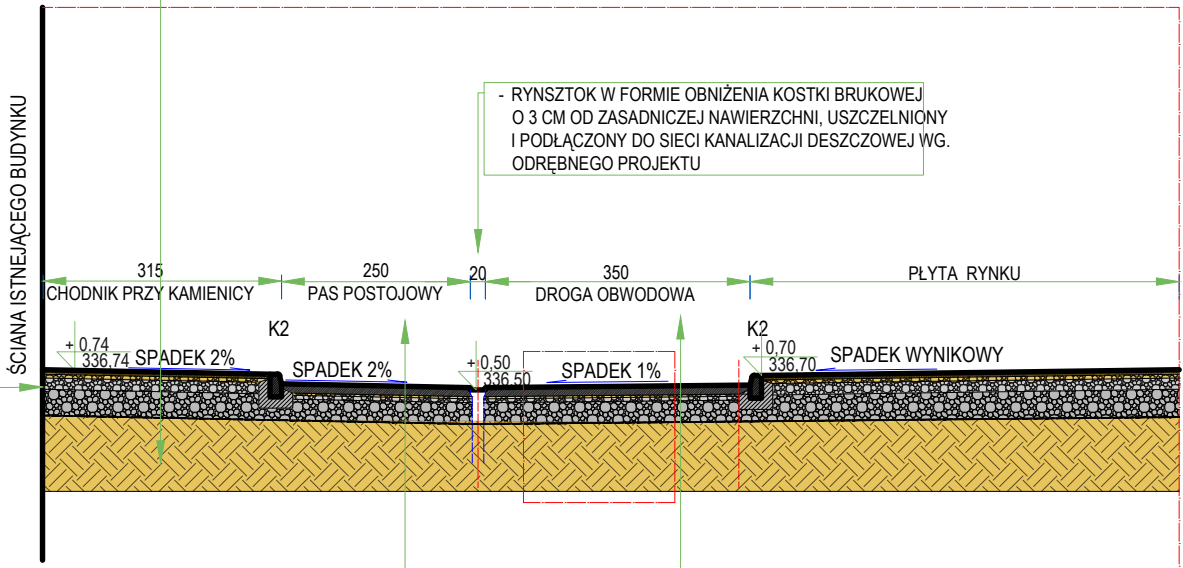 - RYNSZTOK W FORMIE OBNIŻENIA KOSTKI BRUKOWEJ
O 3 CM OD ZASADNICZEJ NAWIERZCHNI, USZCZELNIONY
I PODŁĄCZONY DO SIECI KANALIZACJI DESZCZOWEJ WG.
ODRĘBNEGO PROJEKTU
ŚCIANA ISTNEJĄCEGO BUDYNKU
315
250
20
350
PŁYTA RYNKU
CHODNIK PRZY KAMIENICY
PAS POSTOJOWY
DROGA OBWODOWA
K2
K2
+ 0,74
336,74
SPADEK 2%
SPADEK 2%
+0,50
336,50
SPADEK 1%
+ 0,70
336,70
SPADEK WYNIKOWY